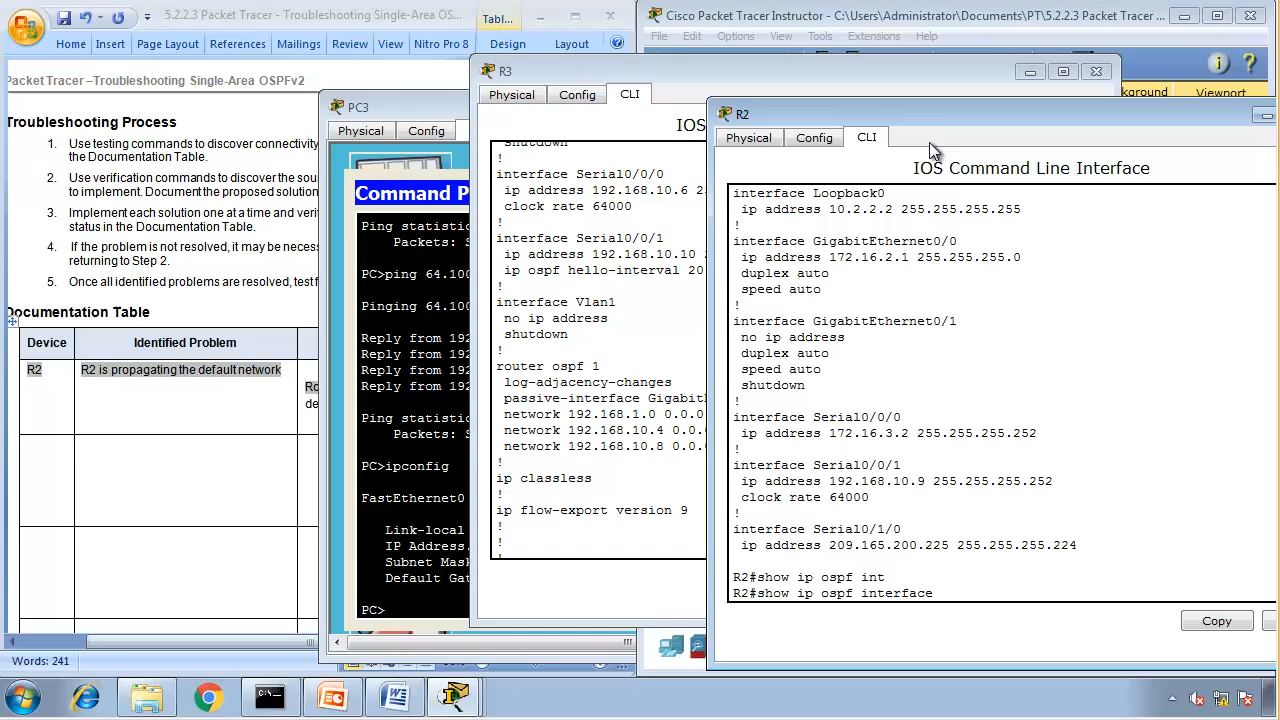 5.2.2.3 Packet Tracer - Troubleshooting Single-Area OS...
Tabl...
Home Insert Page Layout References Mailings Review View Nitro Pro 8 Design Layout
Packet Tracer –Troubleshooting Single-Area OSPFv2
Troubleshooting Process
1. Use testing commands to discover connectivity
the Documentation Table.
2. Use verification commands to discover the sou
to implement. Document the proposed solution
3. Implement each solution one at a time and veri
status in the Documentation Table.
4. If the problem is not resolved, it may be neces
returning to Step 2.
5. Once all identified problems are resolved, test f
Documentation Table
Device Identified Problem
R2 R2 is propagating the default network
Ro
de
Words: 241
PC3
Physical Config
Command P
Ping statistic
Packets: S
PC>ping 64.100
Pinging 64.100
Reply from 192
Reply from 192
Reply from 192
Reply from 192
Ping statistic
Packets: S
PC>ipconfig
FastEthernet0
Link-local
IP Address.
Subnet Mask
Default Gat
PC>
Cisco Packet Tracer Instructor - C:\Users\Administrator\Documents\PT\5.2.2.3 Packet Tracer...
File Edit Options View Tools Extensions Help
ckground Viewport
R3
Physical Config CLI
IOS
shutdown
!
interface Serial0/0/0
ip address 192.168.10.6 2
clock rate 64000
!
interface Serial0/0/1
ip address 192.168.10.10 2
ip ospf hello-interval 20
!
interface Vlan1
no ip address
shutdown
!
router ospf 1
log-adjacency-changes
passive-interface Gigabit
network 192.168.1.0 0.0.0
network 192.168.10.4 0.0.0
network 192.168.10.8 0.0.0
!
ip classless
!
ip flow-export version 9
!
!
!
R2
Physical Config CLI
IOS Command Line Interface
interface Loopback0
ip address 10.2.2.2 255.255.255.255
!
interface GigabitEthernet0/0
ip address 172.16.2.1 255.255.255.0
duplex auto
speed auto
!
interface GigabitEthernet0/1
no ip address
duplex auto
speed auto
shutdown
!
interface Serial0/0/0
ip address 172.16.3.2 255.255.255.252
!
interface Serial0/0/1
ip address 192.168.10.9 255.255.255.252
clock rate 64000
!
interface Serial0/1/0
ip address 209.165.200.225 255.255.255.224
R2#show ip ospf int
R2#show ip ospf interface
Copy